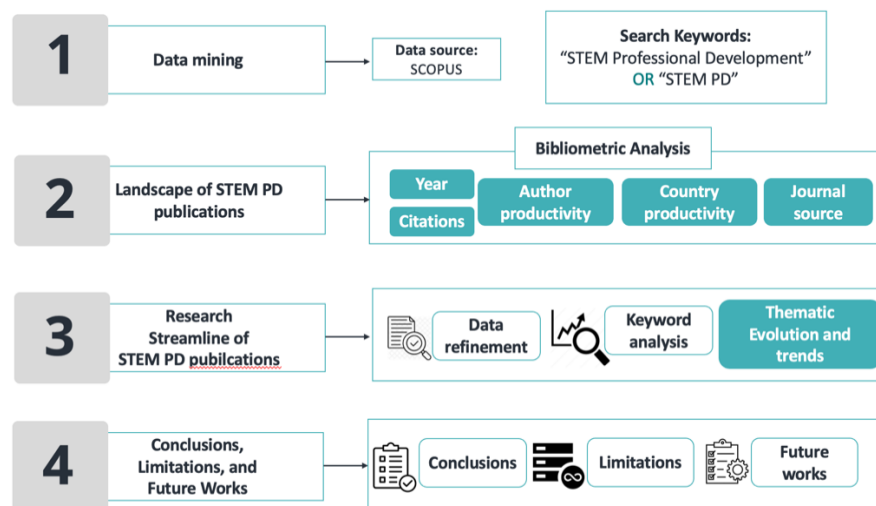 1
Data mining
Data source:
SCOPUS
Search Keywords:
“STEM Professional Development”
OR “STEM PD”
2
Landscape of STEM PD
publications
Bibliometric Analysis
Year
Citations
Author
productivity
Country
productivity
Journal
source
3
Research
Streamline of
STEM PD pubilcations
Data
refinement
Keyword
analysis
Thematic
Evolution and
trends
4
Conclusions,
Limitations, and
Future Works
Conclusions
Limitations
Future
works